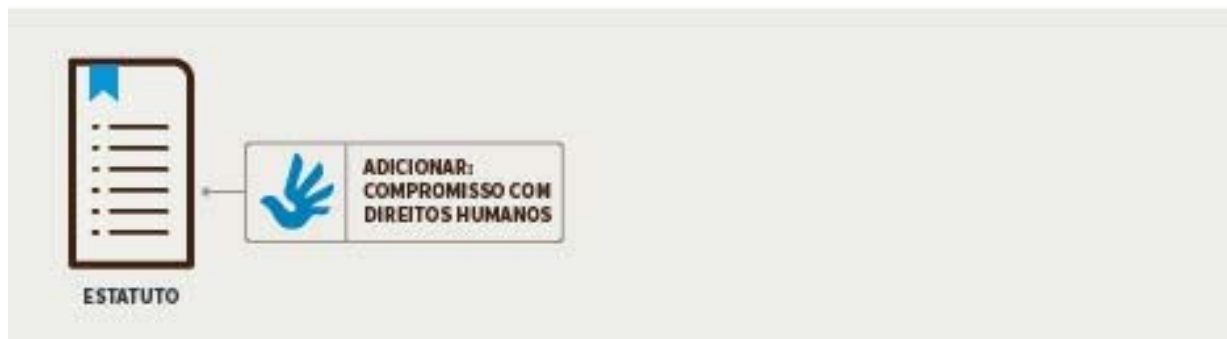 ADICIONAR:
COMPROMISSO COM
DIREITOS HUMANOS
ESTATUTO